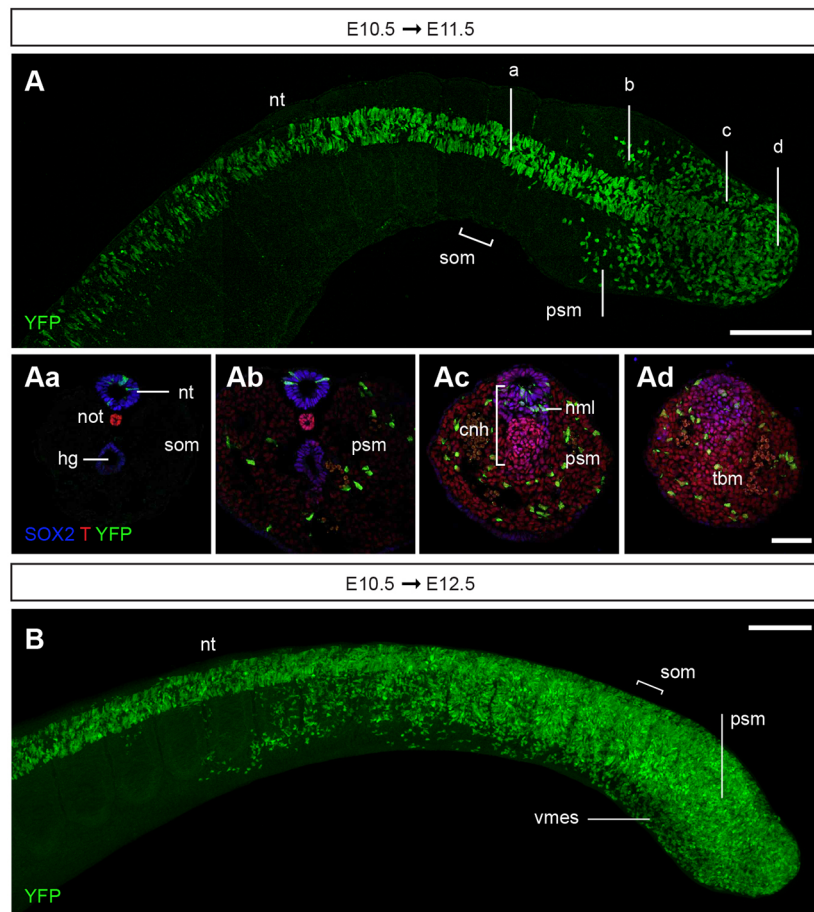 E10.5 → E11.5
A
nt
a
b
c
d
som
psm
YFP
Aa
nt
not
hg
som
SOX2 T YFP
Ab
psm
Ac
cnh
nml
psm
Ad
tbm
E10.5 → E12.5
B
nt
som
psm
vmes
YFP